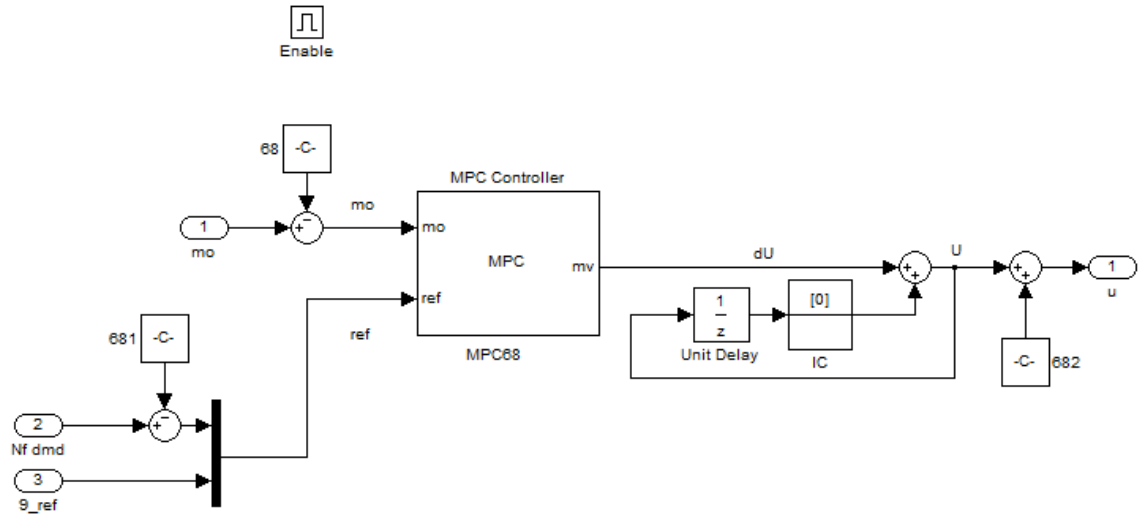 Enable
68
-C-
MPC Controller
mo
1
mo
−
+
mo
MPC
mv
ref
MPC68
ref
681
-C-
2
Nf dmd
−
+
3
9_ref
dU
+
+
U
1
z
Unit Delay
[0]
IC
+
+
-C-
682
1
u